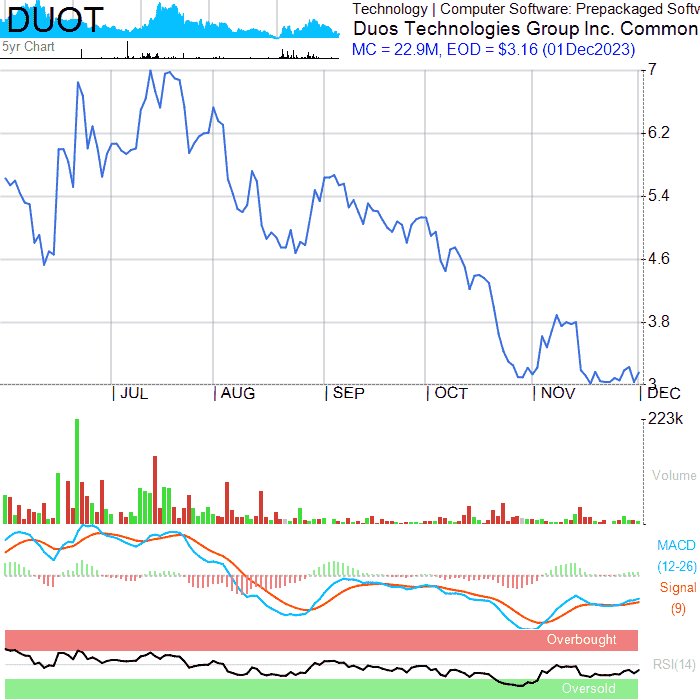 DUOT
Technology | Computer Software: Prepackaged Softw
Duos Technologies Group Inc. Common
MC = 22.9M, EOD = $3.16 (01Dec2023)
5yr Chart
7
6.2
5.4
4.6
3.8
3
JUL AUG SEP OCT NOV DEC
223k
Volume
MACD
(12-26)
Signal
(9)
Overbought
RSI(14)
Oversold